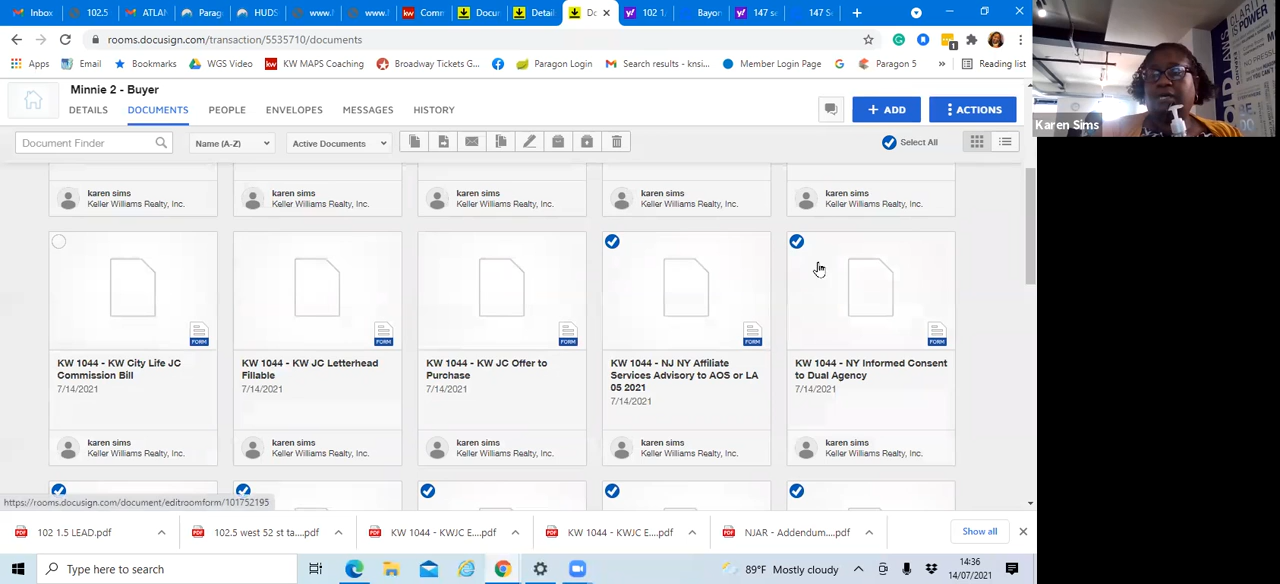 Inbox
102.5
ATLAN
Parag
HUDS
www.r
www.r
Comm
Docu
Detail
Do
102 1/
Bayon
147 se
147 S
rooms.docusign.com/transaction/5535710/documents
Apps
Email
Bookmarks
WGS Video
KW MAPS Coaching
Broadway Tickets G...
Paragon Login
Search results - knsi...
Member Login Page
Paragon 5
»
Reading list
Minnie 2 - Buyer
DETAILS
DOCUMENTS
PEOPLE
ENVELOPES
MESSAGES
HISTORY
+ ADD
ACTIONS
Document Finder
Name (A-Z)
Active Documents
Select All
karen sims
Keller Williams Realty, Inc.
karen sims
Keller Williams Realty, Inc.
karen sims
Keller Williams Realty, Inc.
karen sims
Keller Williams Realty, Inc.
karen sims
Keller Williams Realty, Inc.
FORM
FORM
FORM
FORM
FORM
KW 1044 - KW City Life JC
Commission Bill
7/14/2021
KW 1044 - KW JC Letterhead
Fillable
7/14/2021
KW 1044 - KW JC Offer to
Purchase
7/14/2021
KW 1044 - NJ NY Affiliate
Services Advisory to AOS or LA
05 2021
7/14/2021
KW 1044 - NY Informed Consent
to Dual Agency
7/14/2021
karen sims
Keller Williams Realty, Inc.
karen sims
Keller Williams Realty, Inc.
karen sims
Keller Williams Realty, Inc.
karen sims
Keller Williams Realty, Inc.
karen sims
Keller Williams Realty, Inc.
https://rooms.docusign.com/document/editroomform/101752195
102 1.5 LEAD.pdf
102.5 west 53 st ta....pdf
KW 1044 - KWJC E....pdf
KW 1044 - KWJC E....pdf
NJAR - Addendum....pdf
Show all
Type here to search
89°F Mostly cloudy
14:36
14/07/2021
Karen Sims
POWER